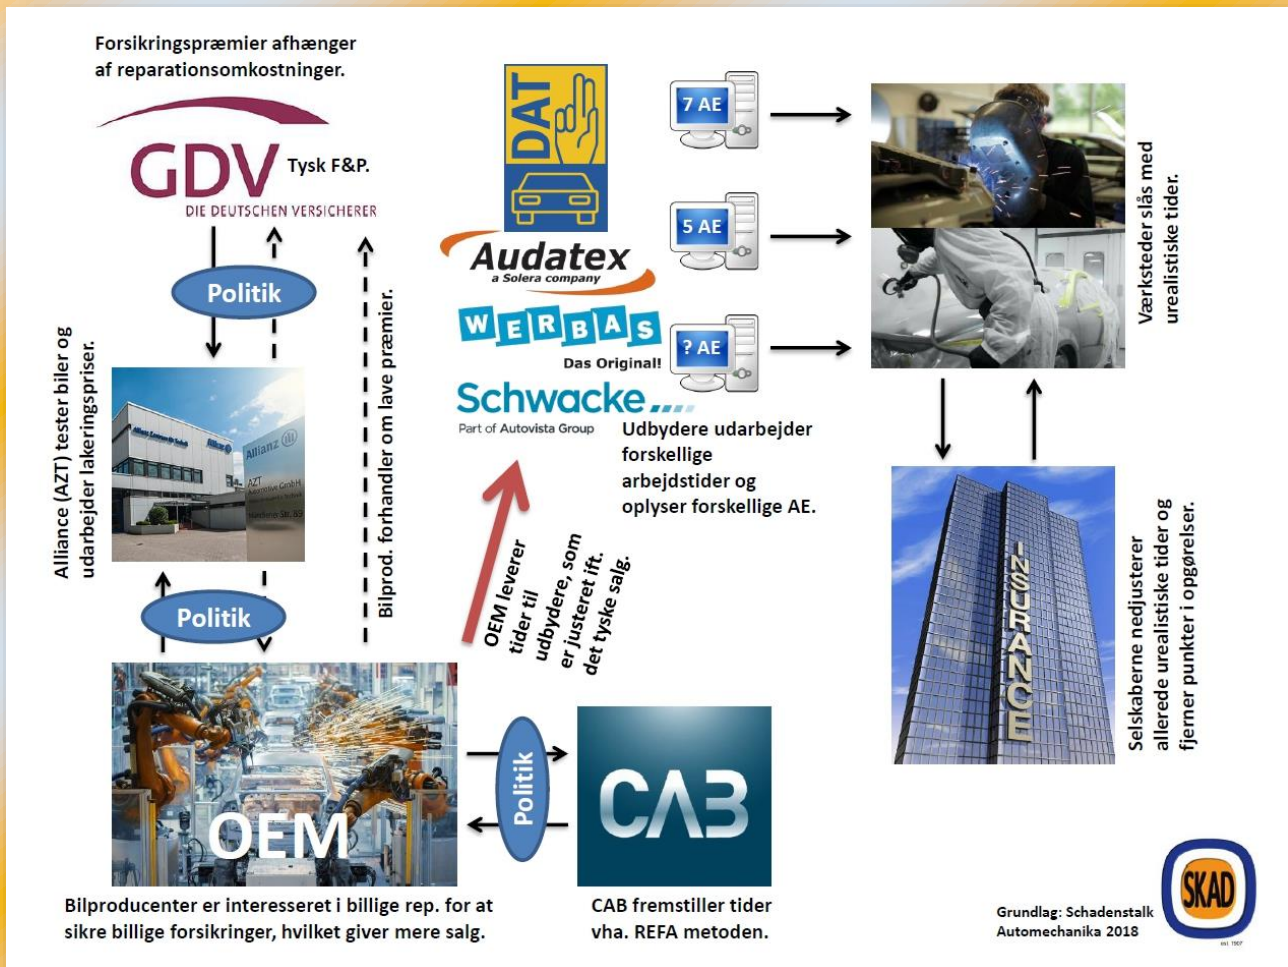 Forsikringspræmier afhænger
af reparationsomkostninger.
GDV
DIE DEUTSCHEN VERSICHERER
Tysk F&P.
Politik
Alliance (AZT) tester biler og
udarbejder lakeringspriser.
Allianz
AZT
Automotive GmbH
Politik
Bilprod. forhandler om lave præmier.
OEM
Bilproducenter er interesseret i billige rep. for at
sikre billige forsikringer, hvilket giver mere salg.
Politik
CAB
CAB fremstiller tider
vha. REFA metoden.
OEM leverer
tider til
udbydere, som
er justeret ift.
det tyske salg.
DAT
Audatex
a Solera company
WERBAS
Das Original!
Schwacke
Part of Autovista Group
7 AE
5 AE
? AE
Udbydere udarbejder
forskellige
arbejdstider og
oplyser forskellige AE.
Værksteder slås med
urealistiske tider.
INSURANCE
Selskaberne nedjusterer
allerede urealistiske tider og
fjerner punkter i opgørelser.
Grundlag: Schadenstalk
Automechanika 2018
SKAD
est. 1907